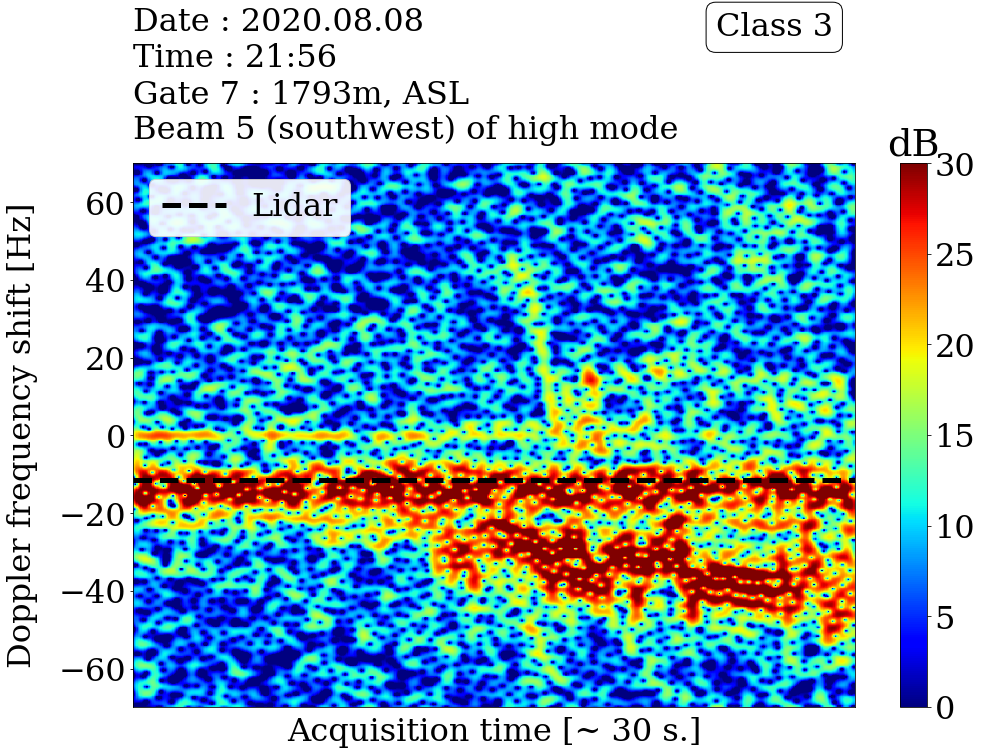 Date : 2020.08.08
Time : 21:56
Gate 7 : 1793m, ASL
Beam 5 (southwest) of high mode
Class 3
dB
Lidar
Doppler frequency shift [Hz]
60
40
20
0
−20
−40
−60
30
25
20
15
10
5
0
Acquisition time [~ 30 s.]